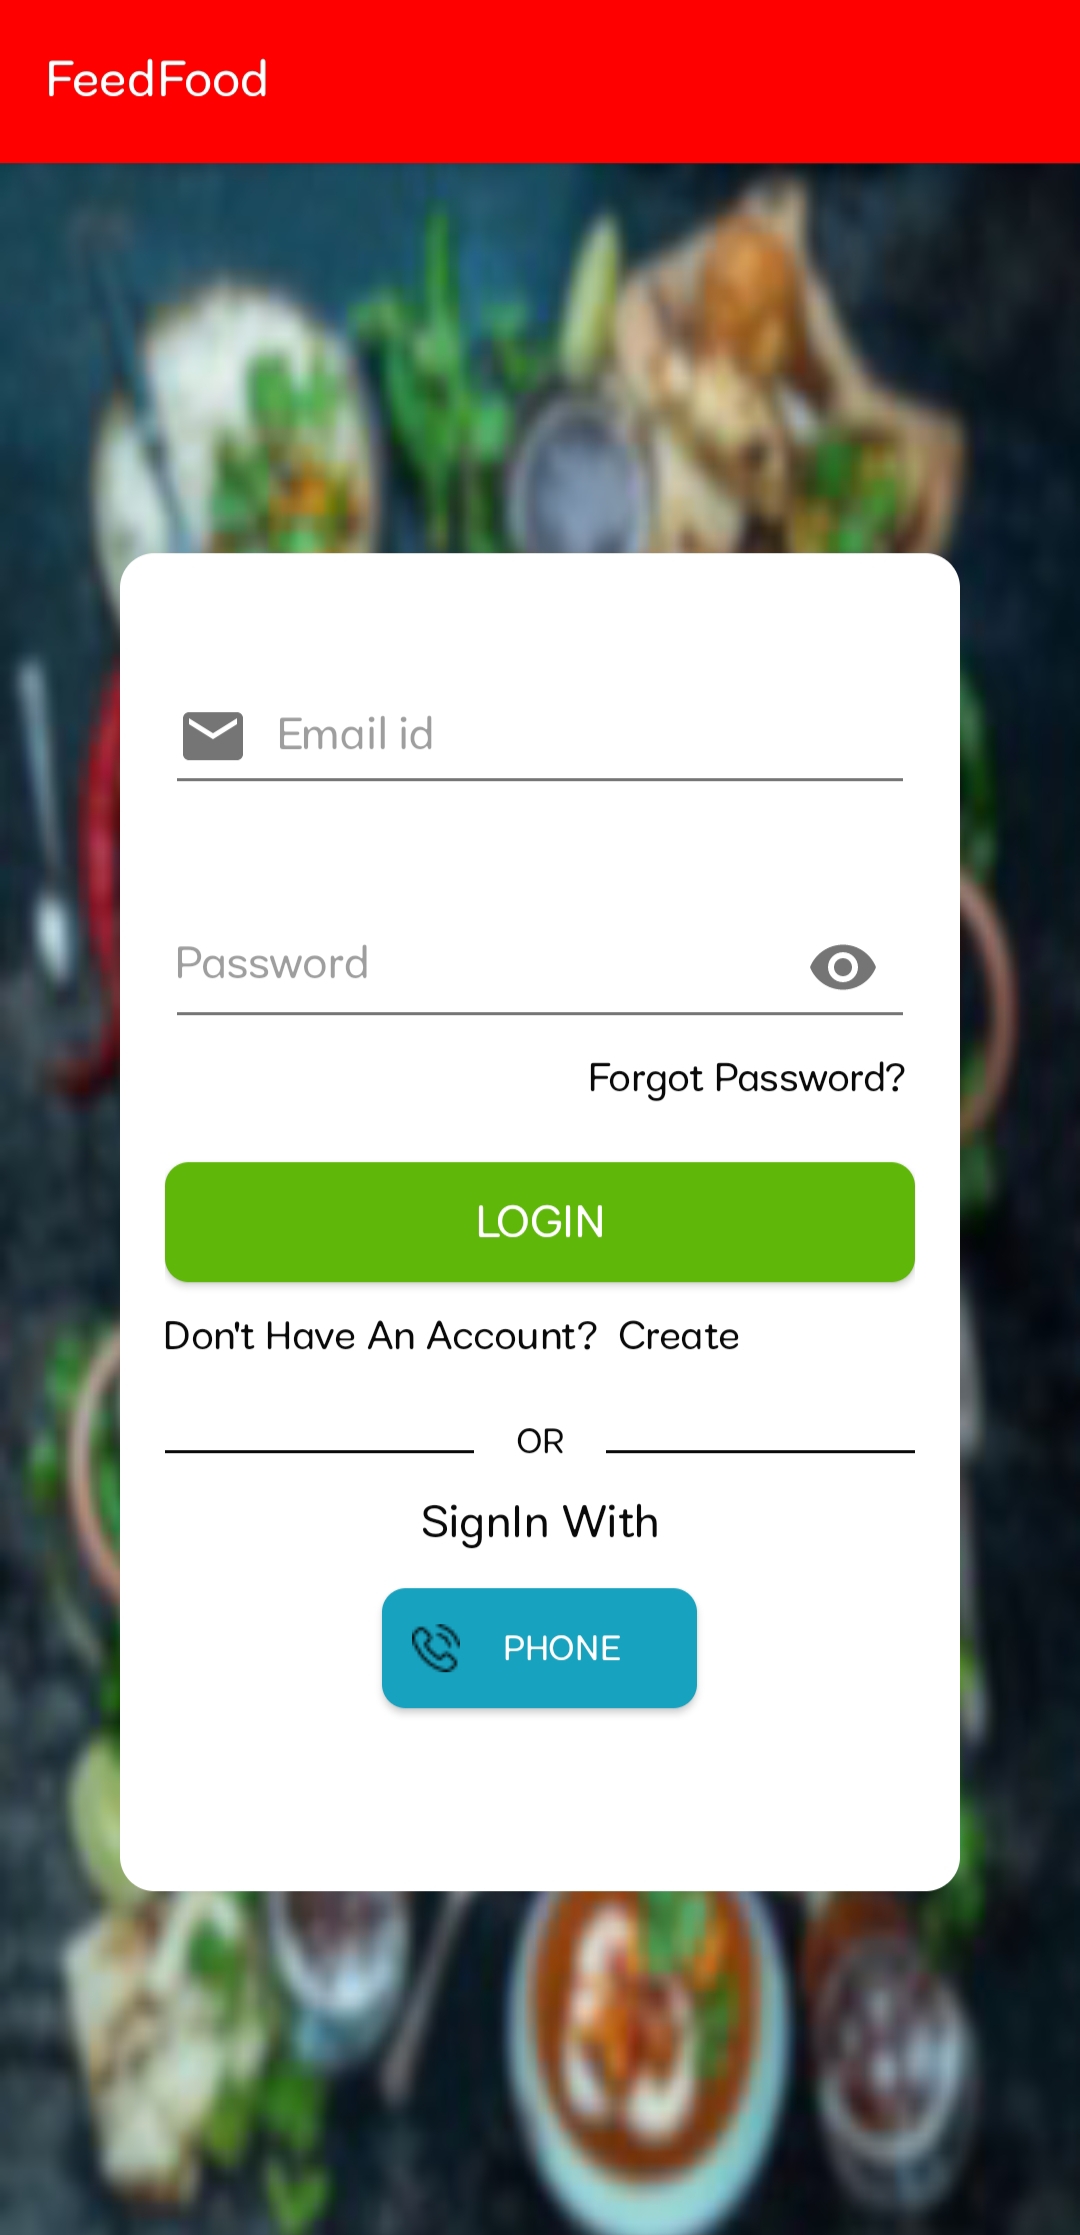 FeedFood
Email id
Password
Forgot Password?
LOGIN
Don't Have An Account? Create
OR
SignIn With
PHONE